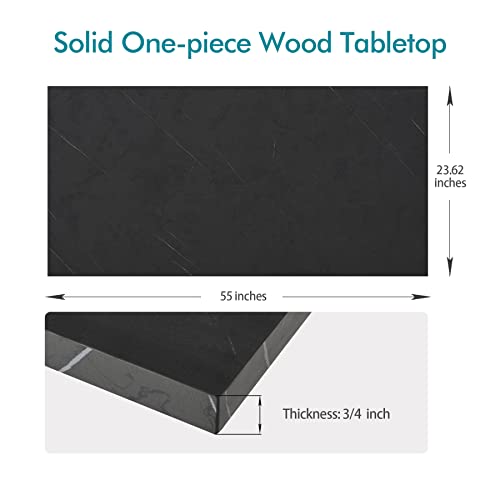 Solid One-piece Wood Tabletop
23.62
inches
55 inches
Thickness: 3/4 inch